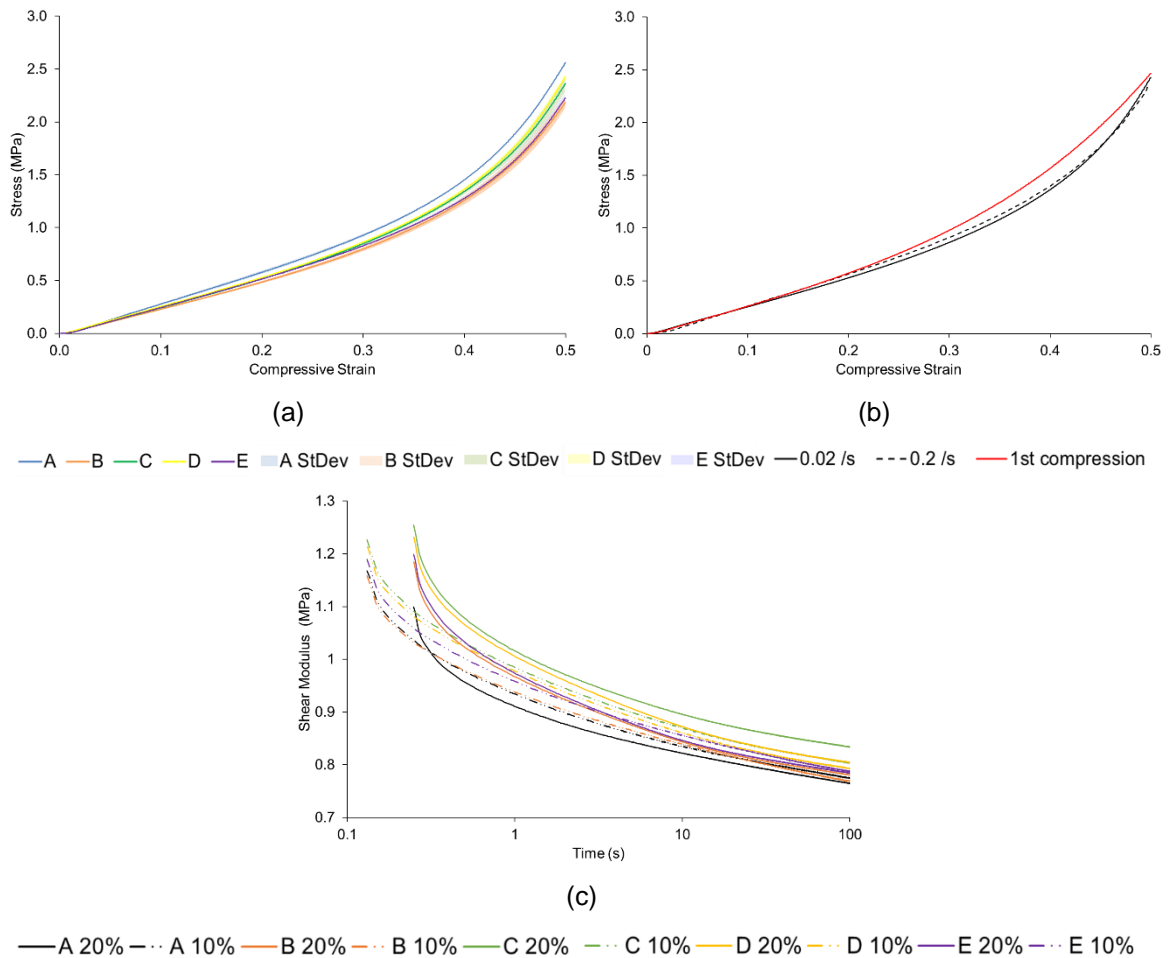 3.0
2.5
2.0
1.5
1.0
0.5
0.0
Stress (MPa)
0.0 0.1 0.2 0.3 0.4 0.5
Compressive Strain
(a)
3.0
2.5
2.0
1.5
1.0
0.5
0.0
Stress (MPa)
0 0.1 0.2 0.3 0.4 0.5
Compressive Strain
(b)
A B C D E A StDev B StDev C StDev D StDev E StDev 0.02 /s 0.2 /s 1st compression
1.3
1.2
1.1
1
0.9
0.8
0.7
Shear Modulus (MPa)
0.1 1 10 100
Time (s)
(c)
A 20% A 10% B 20% B 10% C 20% C 10% D 20% D 10% E 20% E 10%